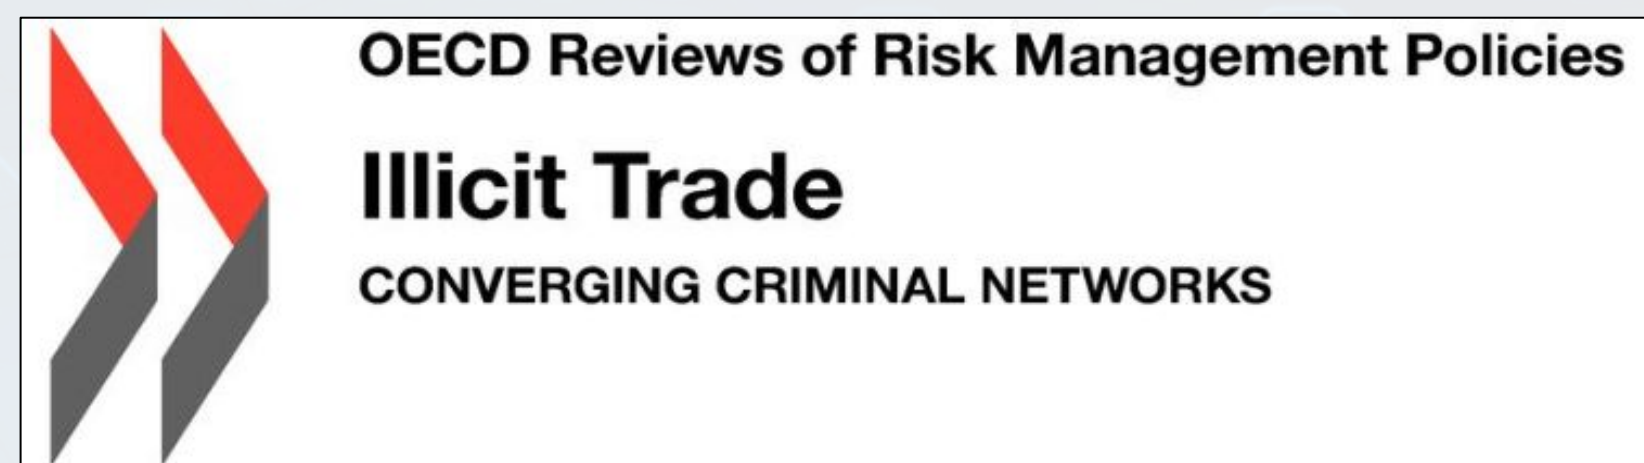 OECD Reviews of Risk Management Policies
Illicit Trade
CONVERGING CRIMINAL NETWORKS